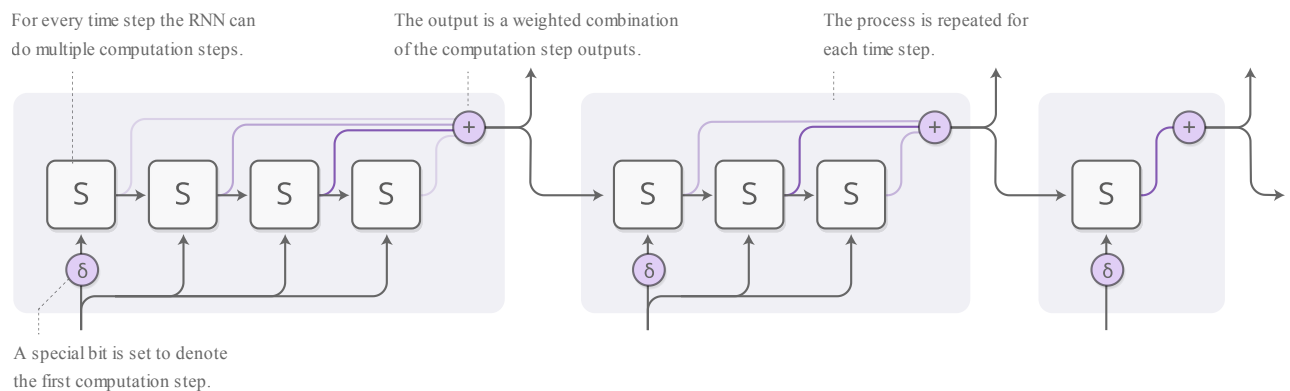 For every time step the RNN can
do multiple computation steps.
The output is a weighted combination
of the computation step outputs.
The process is repeated for
each time step.
+
+
+
S
S
S
S
S
S
S
S
δ
δ
δ
A special bit is set to denote
the first computation step.